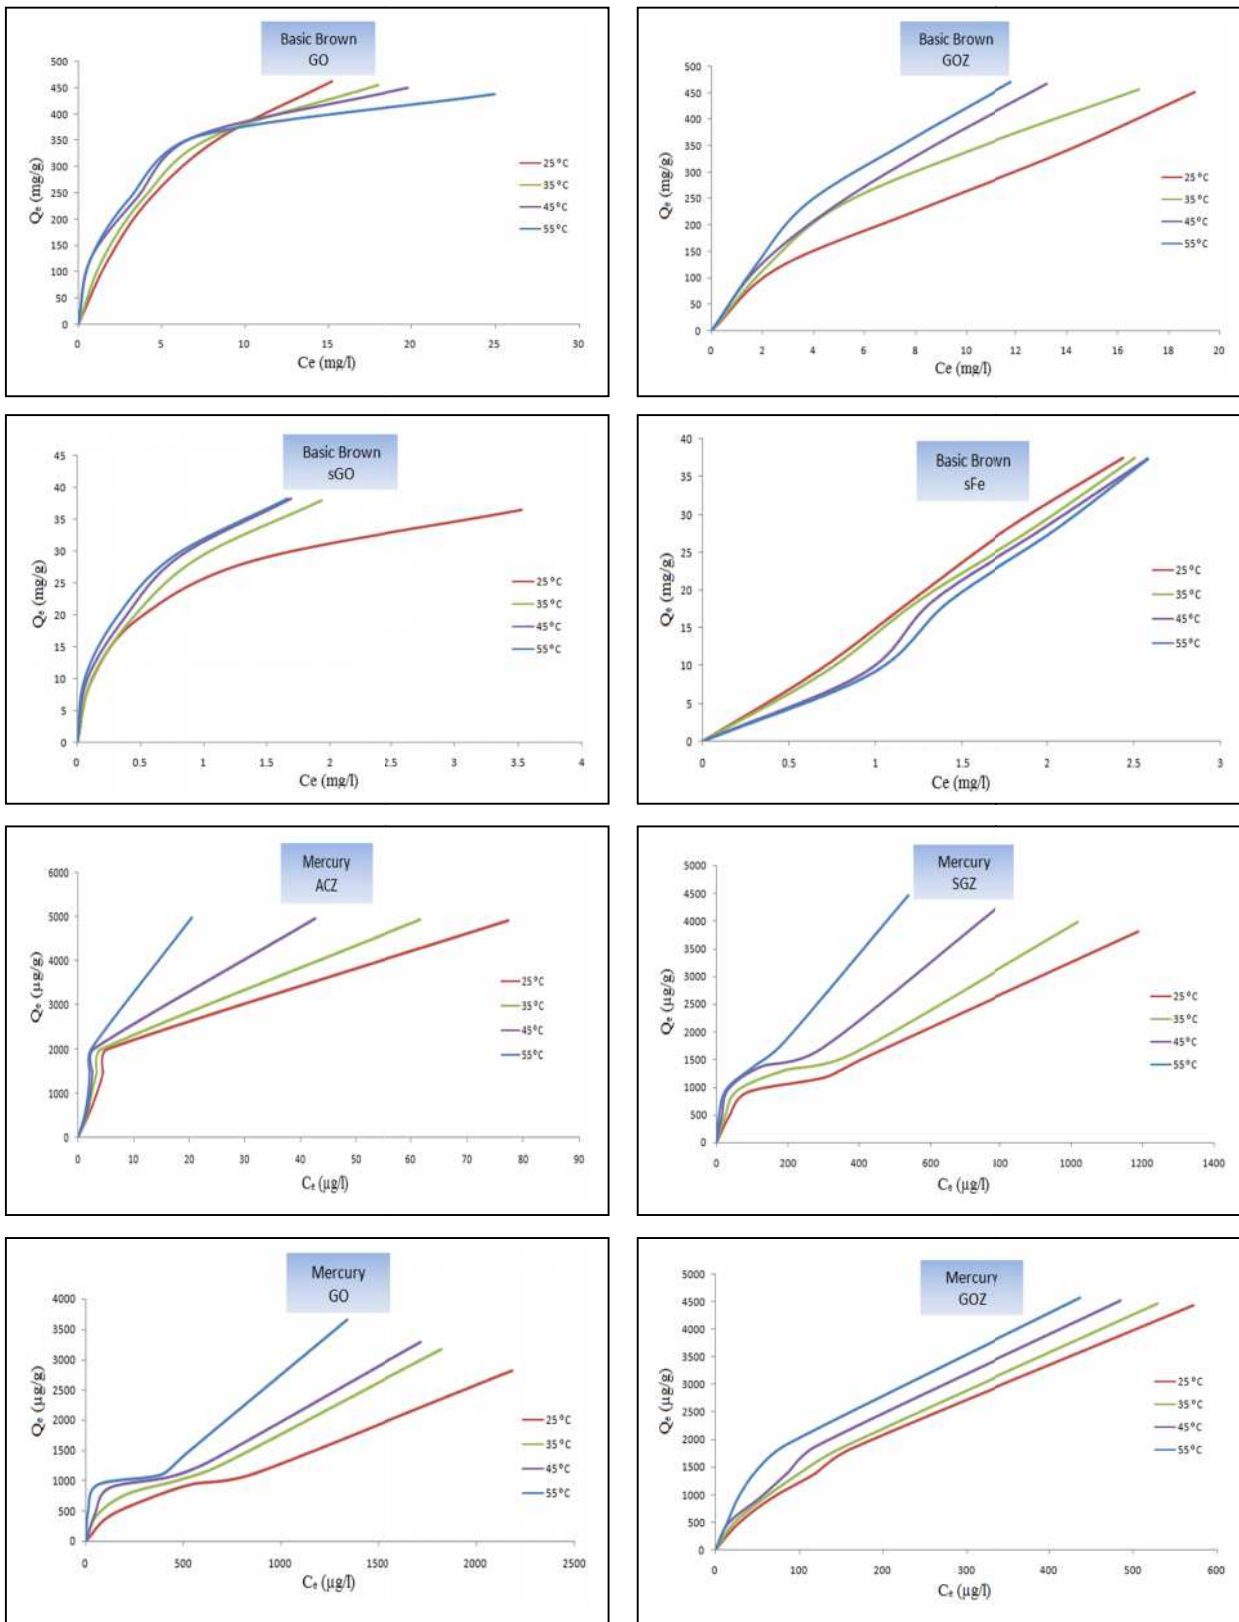 Basic Brown
GO
500
450
400
350
300
250
200
150
100
50
0
Qe (mg/g)
0 5 10 15 20 25 30
Ce (mg/l)
25 °C
35 °C
45 °C
55 °C
Basic Brown
GOZ
500
450
400
350
300
250
200
150
100
50
0
Qe (mg/g)
0 2 4 6 8 10 12 14 16 18 20
Ce (mg/l)
25 °C
35 °C
45 °C
55 °C
Basic Brown
sGO
45
40
35
30
25
20
15
10
5
0
Qe (mg/g)
0 0.5 1 1.5 2 2.5 3 3.5 4
Ce (mg/l)
25 °C
35 °C
45 °C
55 °C
Basic Brown
sFe
40
35
30
25
20
15
10
5
0
Qe (mg/g)
0 0.5 1 1.5 2 2.5 3
Ce (mg/l)
25 °C
35 °C
45 °C
55 °C
Mercury
ACZ
6000
5000
4000
3000
2000
1000
0
Qe (µg/g)
0 10 20 30 40 50 60 70 80 90
Ce (µg/l)
25 °C
35 °C
45 °C
55 °C
Mercury
SGZ
5000
4500
4000
3500
3000
2500
2000
1500
1000
500
0
Qe (µg/g)
0 200 400 600 800 1000 1200 1400
Ce (µg/l)
25 °C
35 °C
45 °C
55 °C
Mercury
GO
4000
3500
3000
2500
2000
1500
1000
500
0
Qe (µg/g)
0 500 1000 1500 2000 2500
Ce (µg/l)
25 °C
35 °C
45 °C
55 °C
Mercury
GOZ
5000
4500
4000
3500
3000
2500
2000
1500
1000
500
0
Qe (µg/g)
0 100 200 300 400 500 600
Ce (µg/l)
25 °C
35 °C
45 °C
55 °C